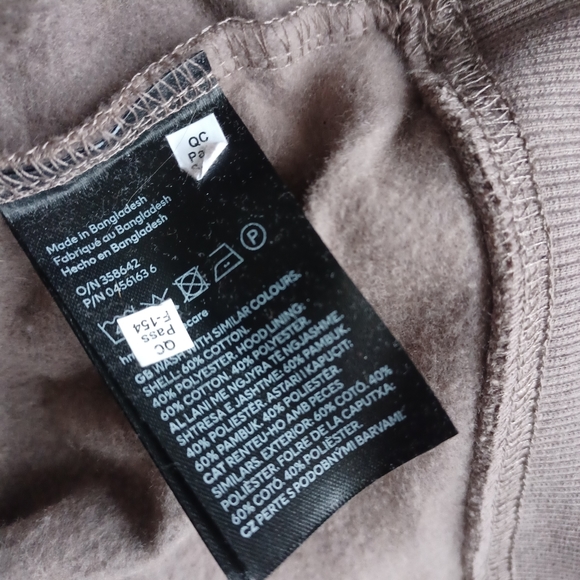 QC
Pa
Made in Bangladesh
Fabriqué au Bangladesh
Hecho en Bangladesh
O/N 358642
P/N 0456163 6
P
QC
Pass
F-154
care
GB WASH WITH SIMILAR COLOURS.
SHELL: 60% COTTON,
40% POLYESTER. HOOD LINING:
60% COTTON, 40% POLYESTER.
AL LANI ME NGJYRA TË NGJASHME.
SHTRESA E JASHTME: 60% PAMBUK,
40% POLIESTER. ASTARI I KAPUÇIT:
60% PAMBUK, 40% POLIESTER
CAT RENTEU-HO AMB PECES
SIMILARS. EXTERIOR: 60% COTÓ, 40%
POLIÈSTER. FOLRE DE LA CAPUTXA:
60% COTÓ, 40% POLIÈSTER.
CZ PERTE S PODOBNÝMI BARVAMI.